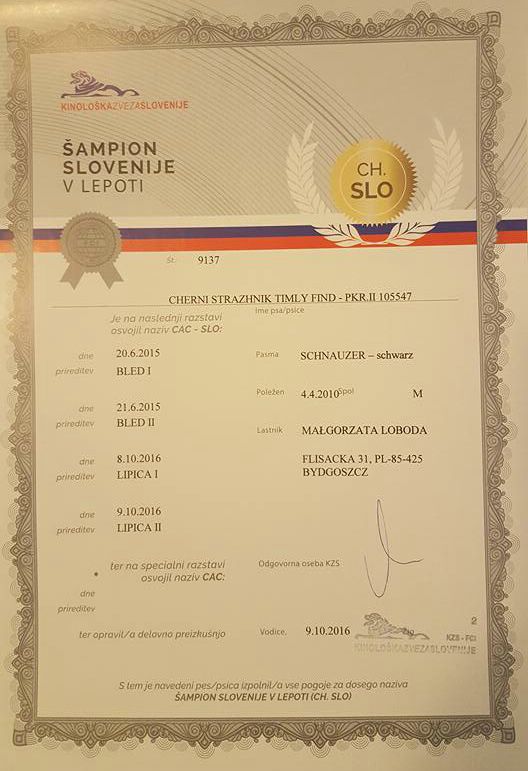 KINOLOŠKAZVEZASLOVENIJE
ŠAMPION
SLOVENIJE
V LEPOTI
CH.
SLO
Št. 9137
CHERNI STRAZHNIK TIMLY FIND - PKR.II 105547
Ime psa/psice
Je na naslednji razstavi
osvojil naziv CAC - SLO:
dne 20.6.2015
prireditev BLED I
Pasma SCHNAUZER – schwarz
Poležen 4.4.2010 Spol M
dne 21.6.2015
prireditev BLED II
Lastnik MAŁGORZATA LOBODA
FLISACKA 31, PL-85-425
BYDGOSZCZ
dne 8.10.2016
prireditev LIPICA I
dne 9.10.2016
prireditev LIPICA II
* ter na specialni razstavi
osvojil naziv CAC:
Odgovorna oseba KZS
dne
prireditev
ter opravil/a delovno preizkušnjo
Vodice, 9.10.2016
žig
2
KZS - FCI
KINOLOŠKAZVEZASLOVENIJE
S tem je navedeni pes/psica izpolnil/a vse pogoje za dosego naziva
ŠAMPION SLOVENIJE V LEPOTI (CH. SLO)